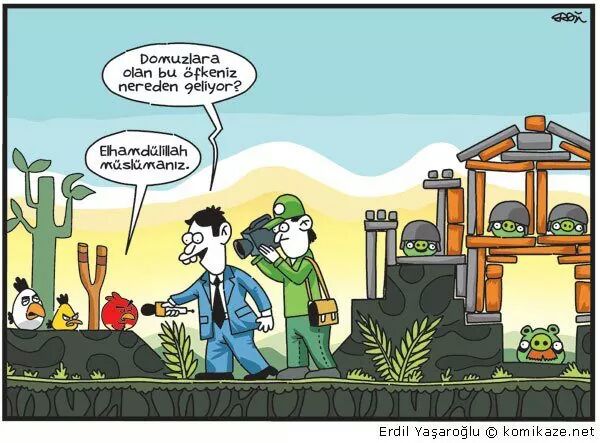 Domuzlara
olan bu öfkeniz
nereden geliyor?
Elhamdülillah
müslümanız.
Erdil Yaşaroğlu © komikaze.net